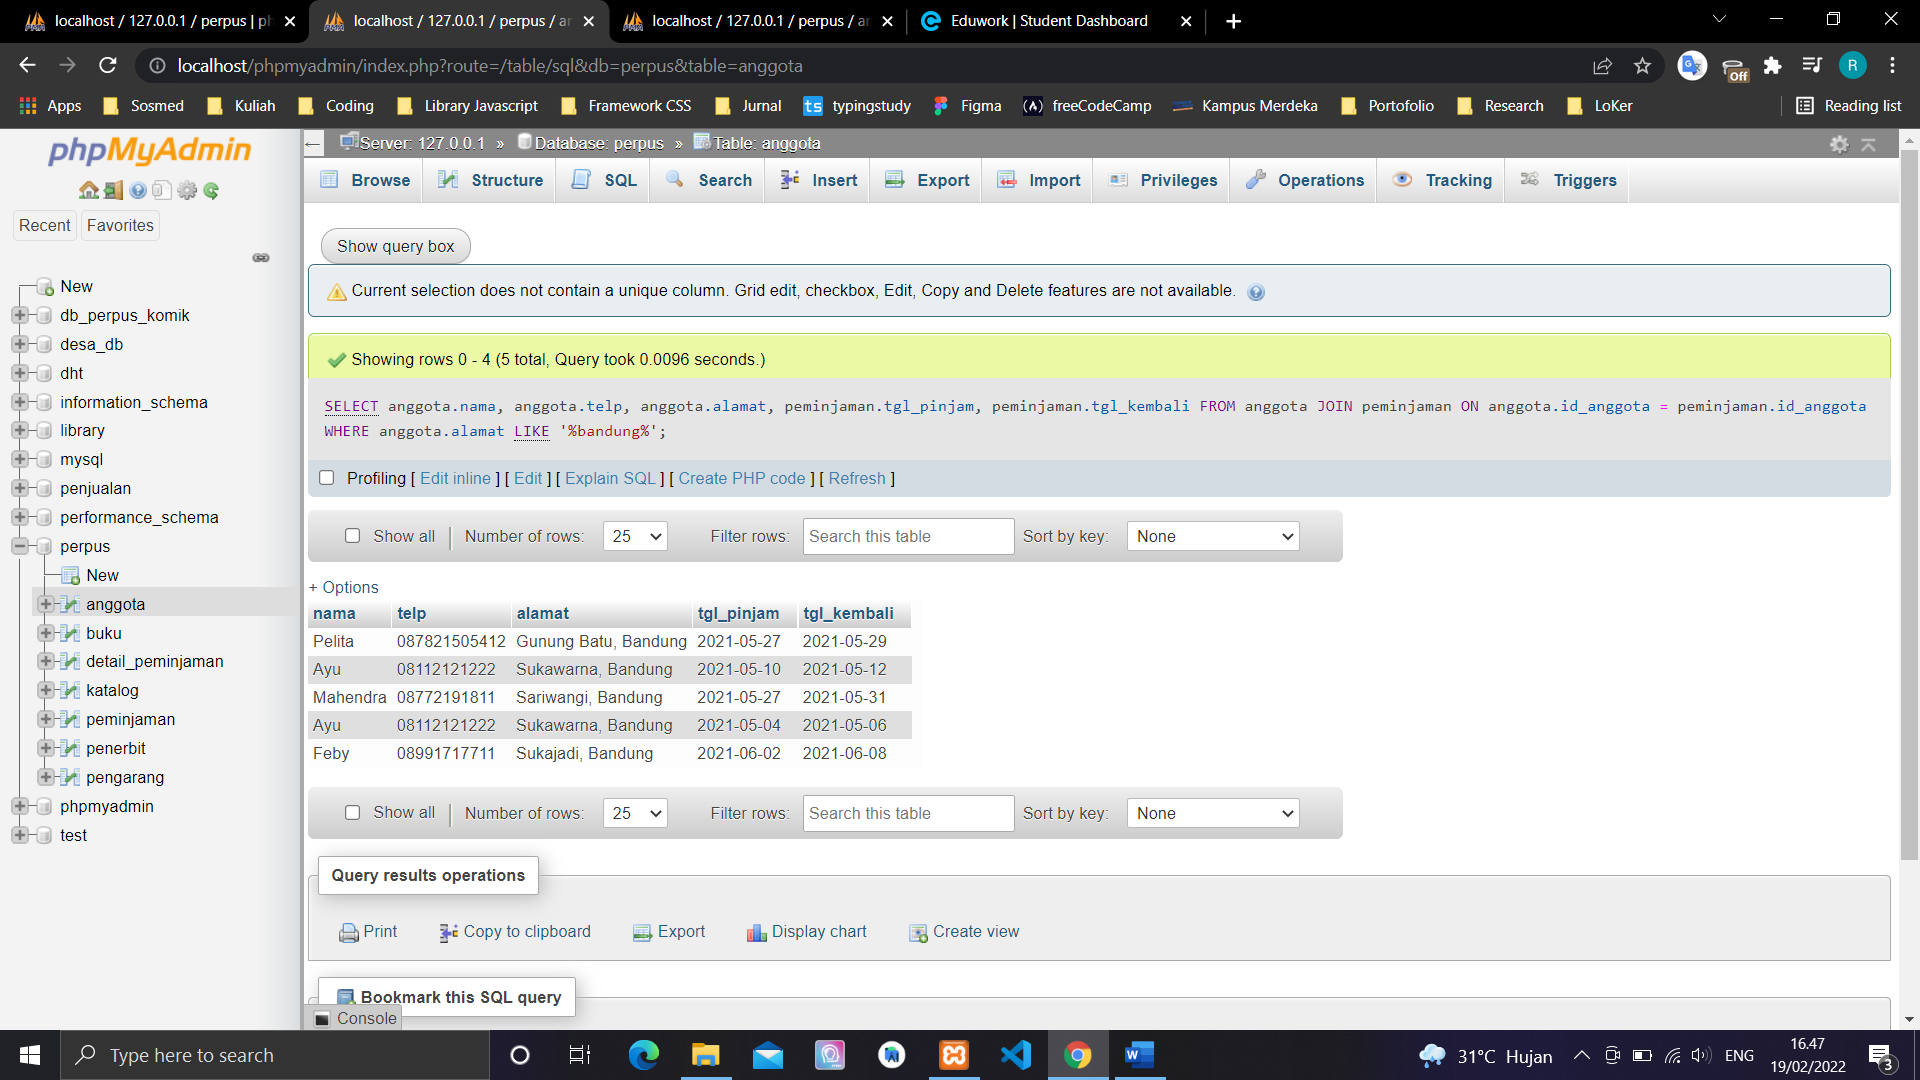 localhost / 127.0.0.1 / perpus | ph
localhost / 127.0.0.1 / perpus / ar
localhost / 127.0.0.1 / perpus / ar
Eduwork | Student Dashboard
localhost/phpmyadmin/index.php?route=/table/sql&db=perpus&table=anggota
Off
R
Apps Sosmed Kuliah Coding Library Javascript Framework CSS Jurnal ts typingstudy Figma freeCodeCamp Kampus Merdeka Portofolio Research LoKer Reading list
phpMyAdmin
Recent Favorites
New
db_perpus_komik
desa_db
dht
information_schema
library
mysql
penjualan
performance_schema
perpus
New
anggota
buku
detail_peminjaman
katalog
peminjaman
penerbit
pengarang
phpmyadmin
test
Server: 127.0.0.1 » Database: perpus » Table: anggota
Browse Structure SQL Search Insert Export Import Privileges Operations Tracking Triggers
Show query box
Current selection does not contain a unique column. Grid edit, checkbox, Edit, Copy and Delete features are not available.
Showing rows 0 - 4 (5 total, Query took 0.0096 seconds.)
SELECT anggota.nama, anggota.telp, anggota.alamat, peminjaman.tgl_pinjam, peminjaman.tgl_kembali FROM anggota JOIN peminjaman ON anggota.id_anggota = peminjaman.id_anggota
WHERE anggota.alamat LIKE '%bandung%';
Profiling [ Edit inline ] [ Edit ] [ Explain SQL ] [ Create PHP code ] [ Refresh ]
Show all | Number of rows: 25 Filter rows: Search this table Sort by key: None
+ Options
nama telp alamat tgl_pinjam tgl_kembali
Pelita 087821505412 Gunung Batu, Bandung 2021-05-27 2021-05-29
Ayu 08112121222 Sukawarna, Bandung 2021-05-10 2021-05-12
Mahendra 08772191811 Sariwangi, Bandung 2021-05-27 2021-05-31
Ayu 08112121222 Sukawarna, Bandung 2021-05-04 2021-05-06
Feby 08991717711 Sukajadi, Bandung 2021-06-02 2021-06-08
Show all | Number of rows: 25 Filter rows: Search this table Sort by key: None
Query results operations
Print Copy to clipboard Export Display chart Create view
Bookmark this SQL query
Console
Type here to search
31°C Hujan
ENG
16.47
19/02/2022
3